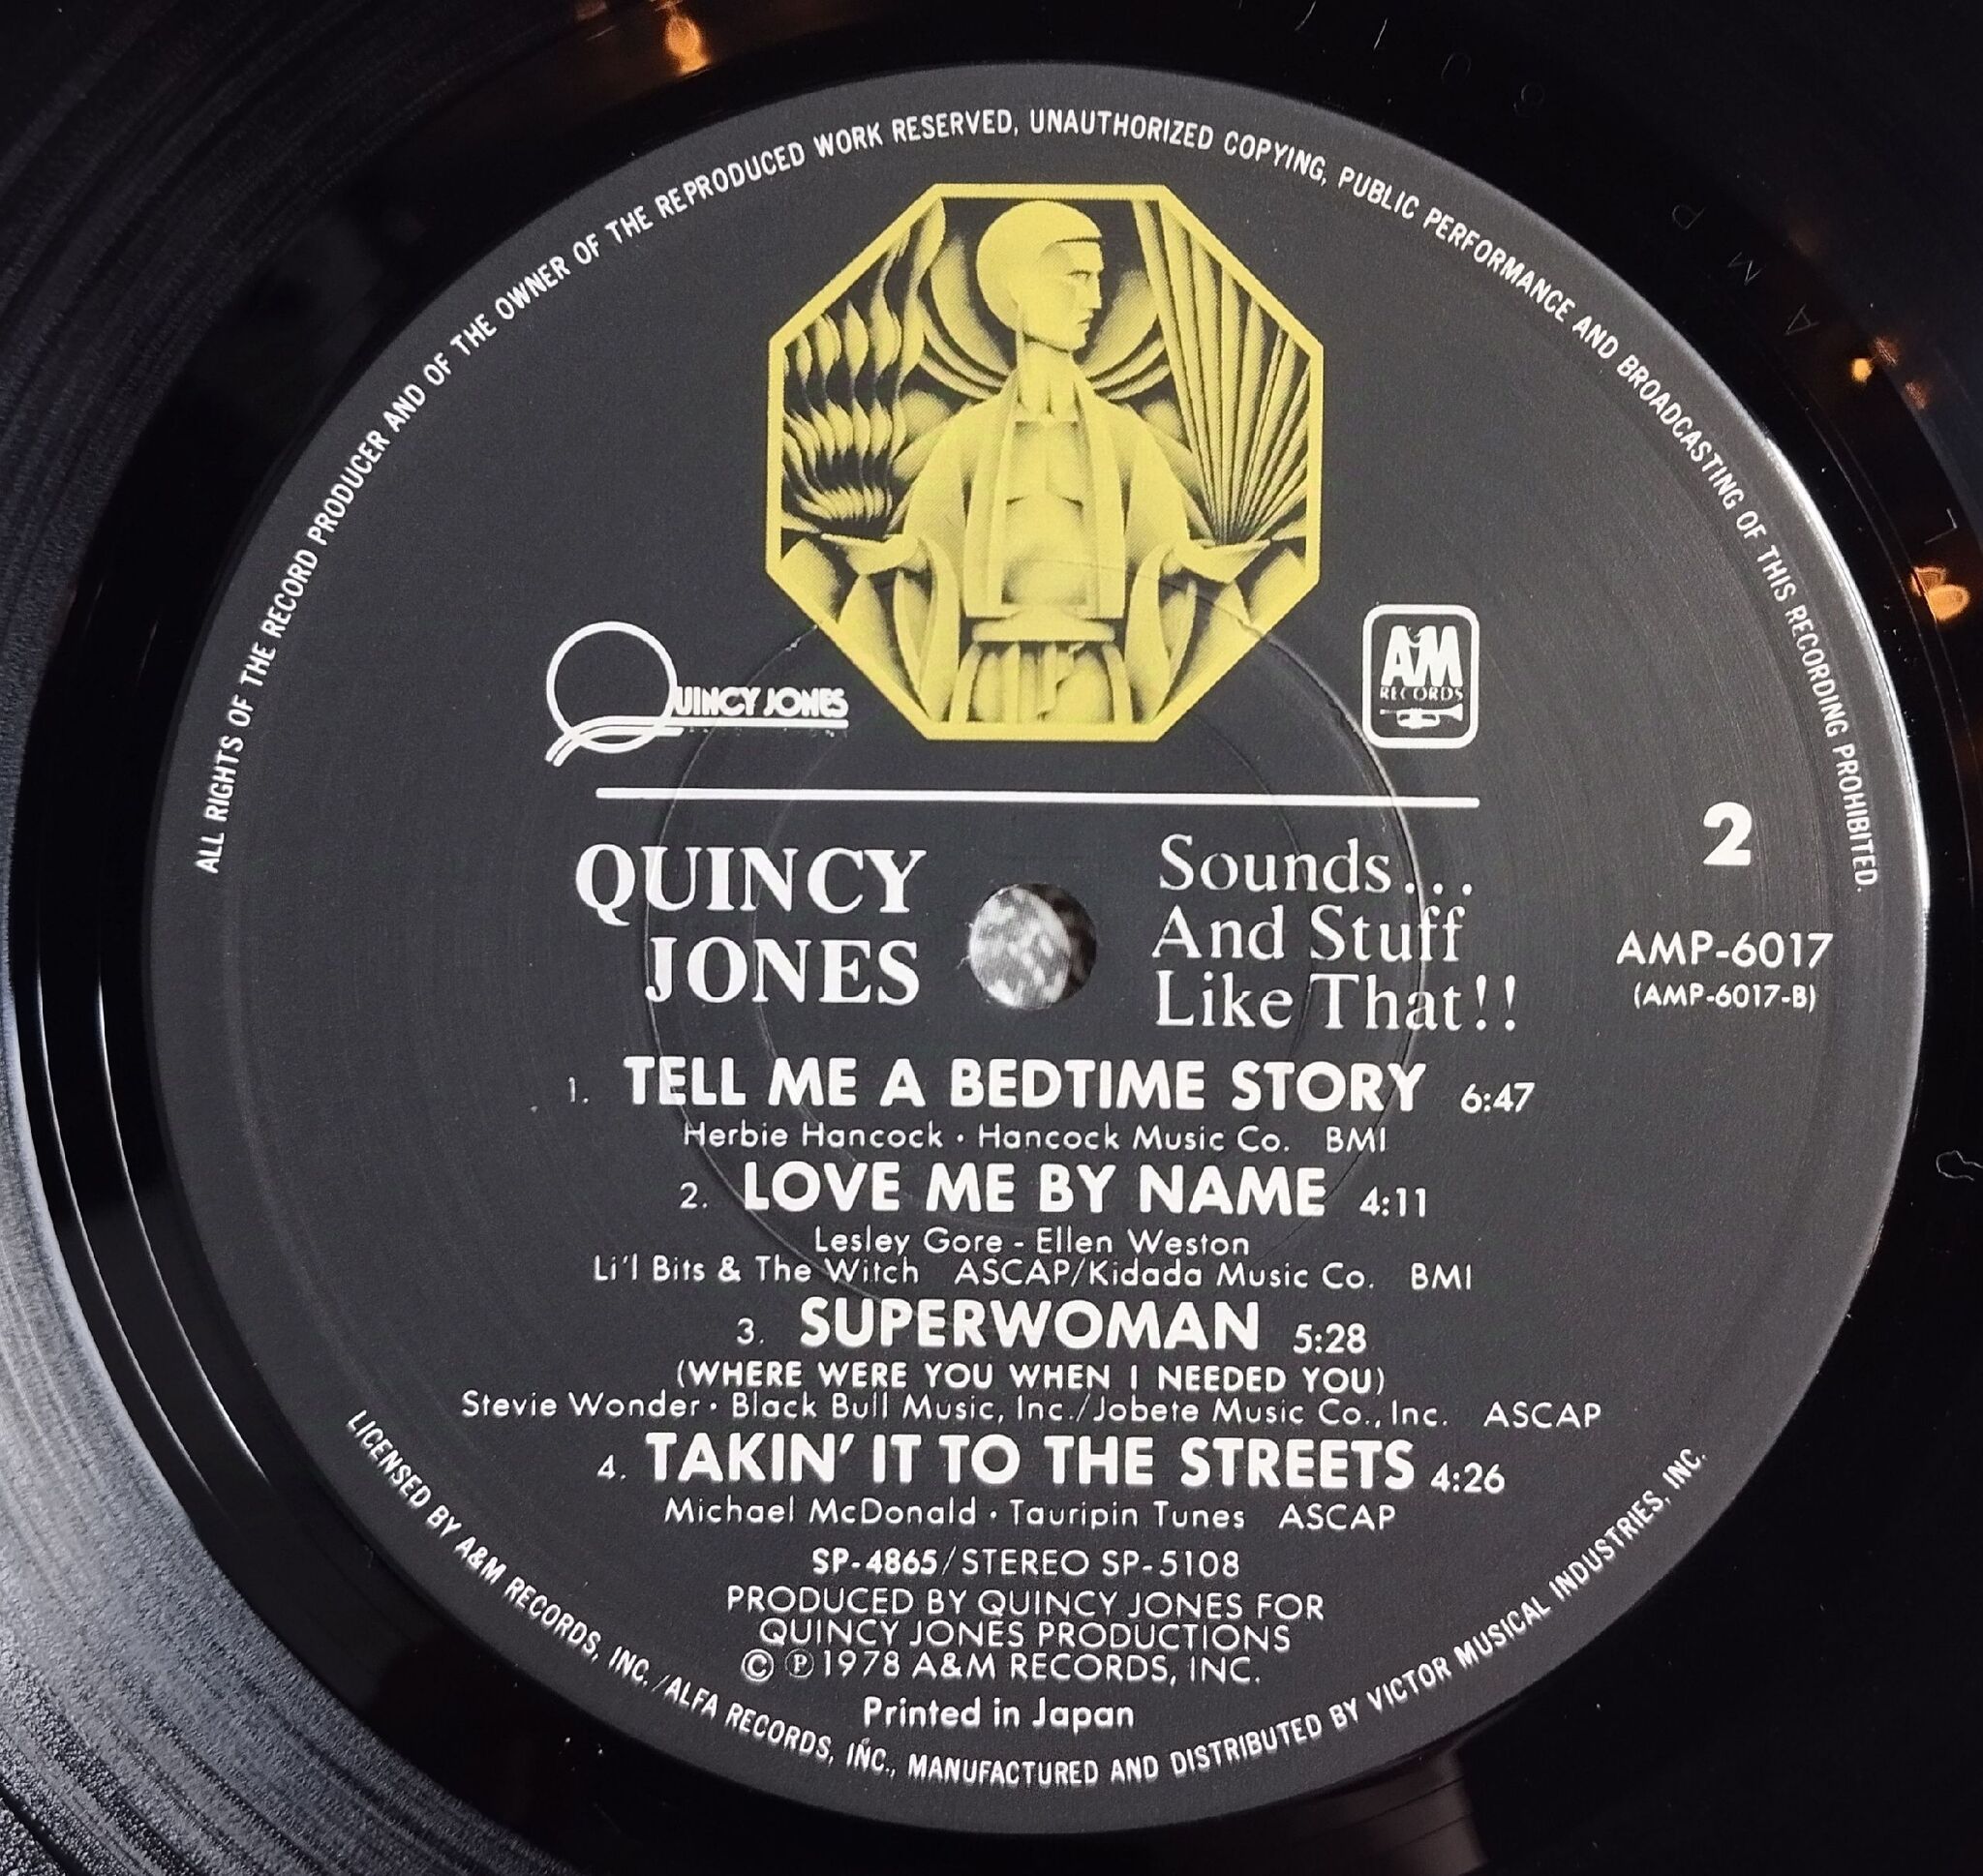 ALL RIGHTS OF THE RECORD PRODUCER AND OF THE OWNER OF THE REPRODUCED WORK RESERVED, UNAUTHORIZED COPYING, PUBLIC PERFORMANCE AND BROADCASTING OF THIS RECORDING PROHIBITED.
QUINCY JONES
A&M
RECORDS
2
QUINCY
JONES
Sounds...
And Stuff
Like That!!
AMP-6017
(AMP-6017-B)
1. TELL ME A BEDTIME STORY 6:47
Herbie Hancock · Hancock Music Co. BMI
2. LOVE ME BY NAME 4:11
Lesley Gore - Ellen Weston
Li'l Bits & The Witch ASCAP/Kidada Music Co. BMI
3. SUPERWOMAN 5:28
(WHERE WERE YOU WHEN I NEEDED YOU)
Stevie Wonder · Black Bull Music, Inc./Jobete Music Co., Inc. ASCAP
4. TAKIN' IT TO THE STREETS 4:26
Michael McDonald · Tauripin Tunes ASCAP
SP-4865/STEREO SP-5108
PRODUCED BY QUINCY JONES FOR
QUINCY JONES PRODUCTIONS
© ℗ 1978 A&M RECORDS, INC.
Printed in Japan
LICENSED BY A&M RECORDS, INC./ALFA RECORDS, INC., MANUFACTURED AND DISTRIBUTED BY VICTOR MUSICAL INDUSTRIES, INC.